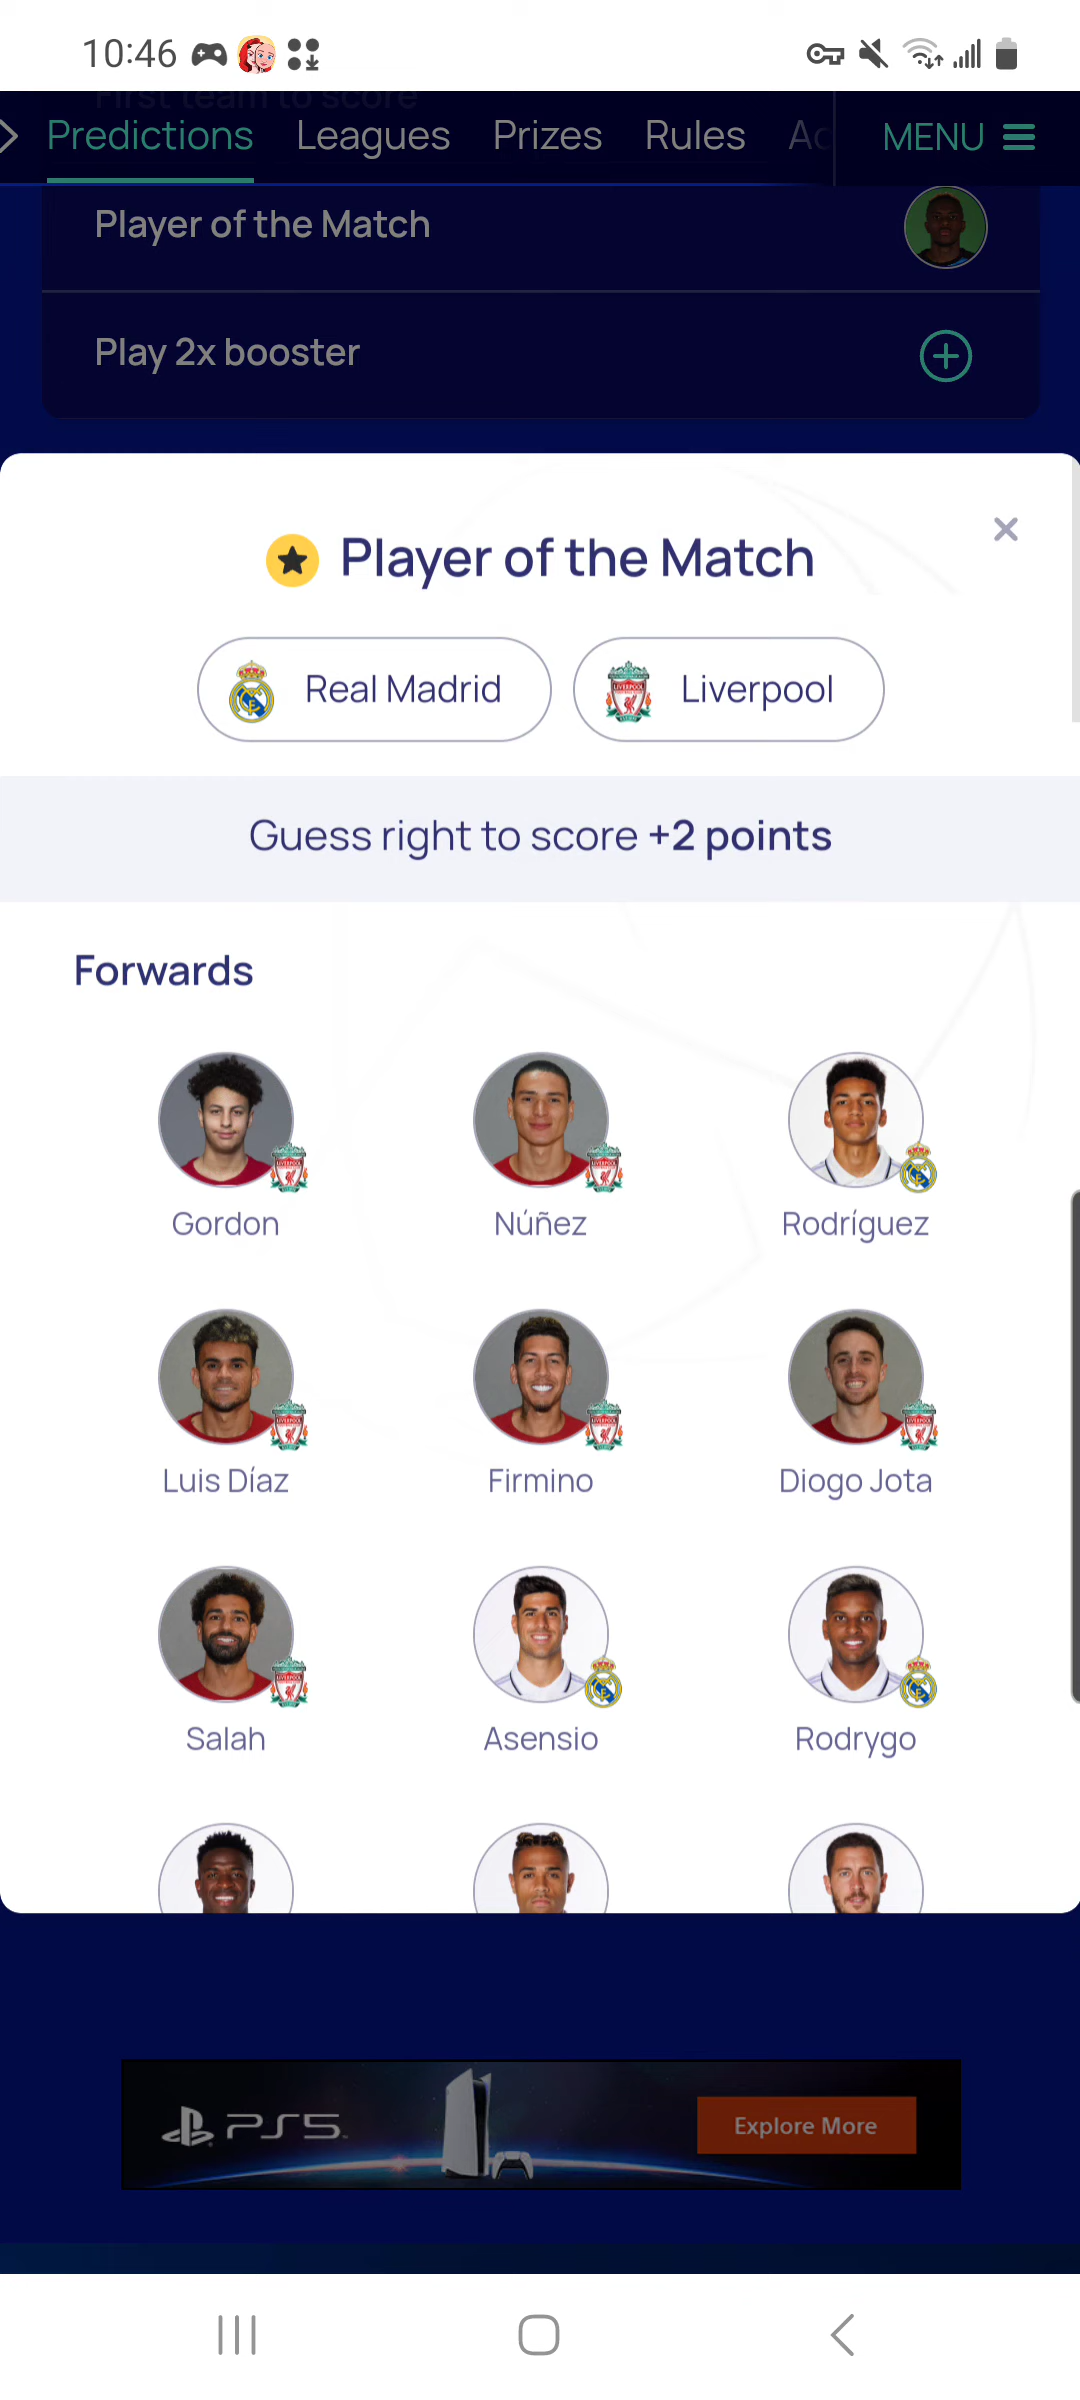 10:46
First team to score
Predictions Leagues Prizes Rules Ac MENU
Player of the Match
Play 2x booster
Player of the Match
Real Madrid Liverpool
Guess right to score +2 points
Forwards
Gordon Núñez Rodríguez
Luis Díaz Firmino Diogo Jota
Salah Asensio Rodrygo
PS5 Explore More